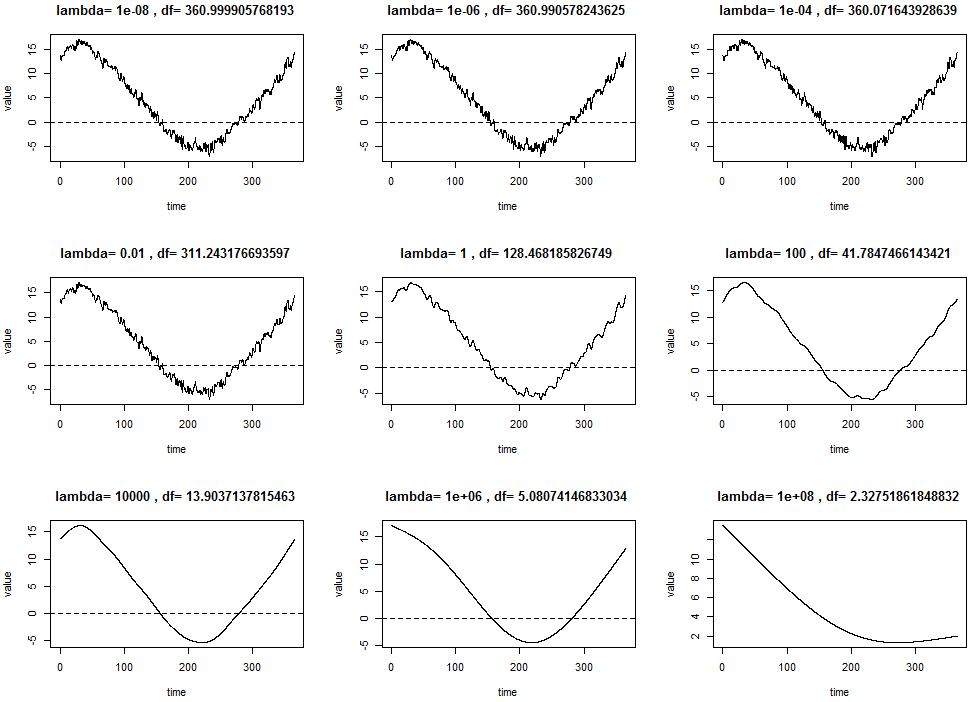 lambda= 1e-08 , df= 360.999905768193
lambda= 1e-06 , df= 360.990578243625
lambda= 1e-04 , df= 360.071643928639
value
15
10
5
0
-5
0 100 200 300
time
value
15
10
5
0
-5
0 100 200 300
time
value
15
10
5
0
-5
0 100 200 300
time
lambda= 0.01 , df= 311.243176693597
lambda= 1 , df= 128.468185826749
lambda= 100 , df= 41.7847466143421
value
15
10
5
0
-5
0 100 200 300
time
value
15
10
5
0
-5
0 100 200 300
time
value
15
10
5
0
-5
0 100 200 300
time
lambda= 10000 , df= 13.9037137815463
lambda= 1e+06 , df= 5.08074146833034
lambda= 1e+08 , df= 2.32751861848832
value
15
10
5
0
-5
0 100 200 300
time
value
15
10
5
0
-5
0 100 200 300
time
value
10
8
6
4
2
0 100 200 300
time